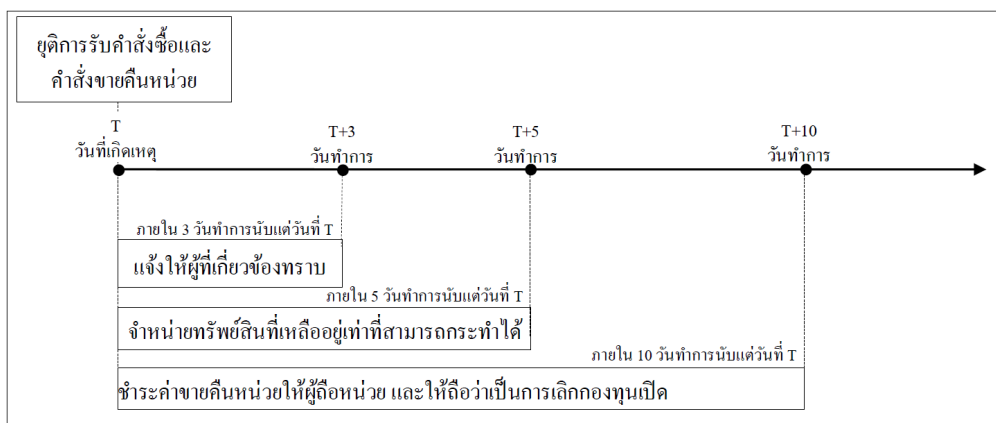 ยุติการรับคำสั่งซื้อและ
คำสั่งขายคืนหน่วย
T
วันที่เกิดเหตุ
T+3
วันทำการ
T+5
วันทำการ
T+10
วันทำการ
ภายใน 3 วันทำการนับแต่วันที่ T
แจ้งให้ผู้ที่เกี่ยวข้องทราบ
ภายใน 5 วันทำการนับแต่วันที่ T
จำหน่ายทรัพย์สินที่เหลืออยู่เท่าที่สามารถกระทำได้
ภายใน 10 วันทำการนับแต่วันที่ T
ชำระค่าขายคืนหน่วยให้ผู้ถือหน่วย และให้ถือว่าเป็นการเลิกกองทุนเปิด